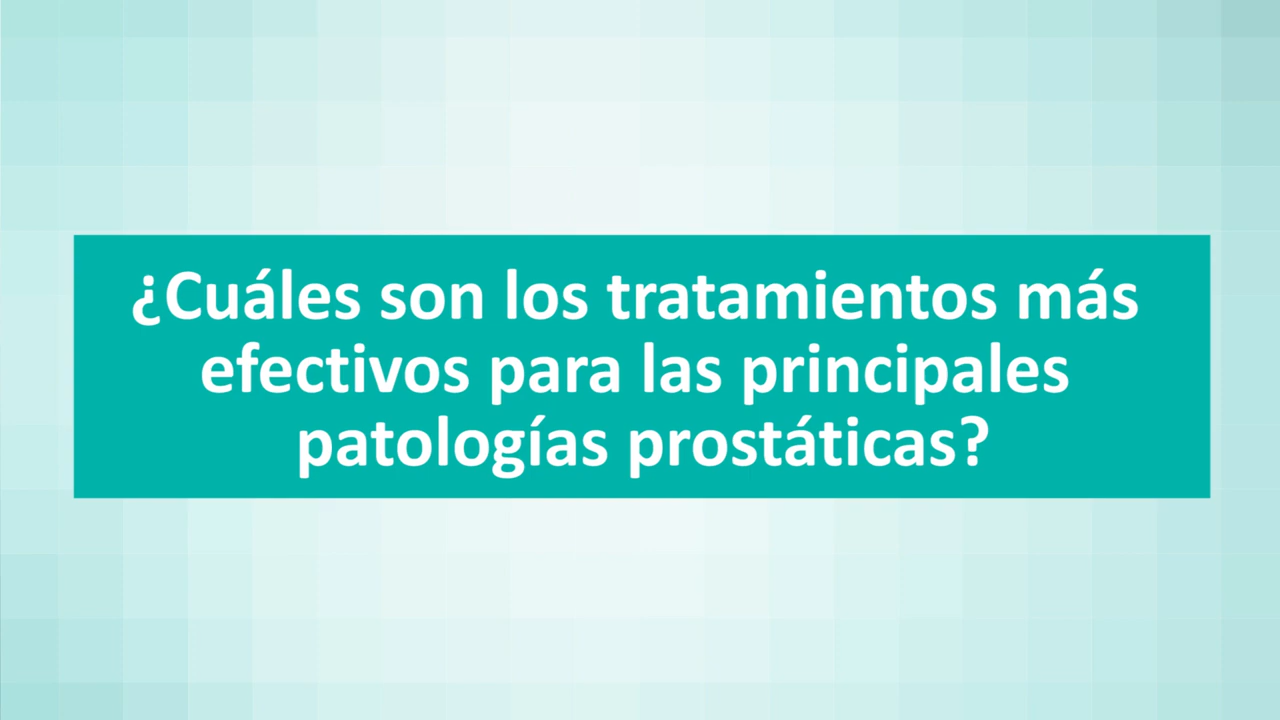 ¿Cuáles son los tratamientos más
efectivos para las principales
patologías prostáticas?